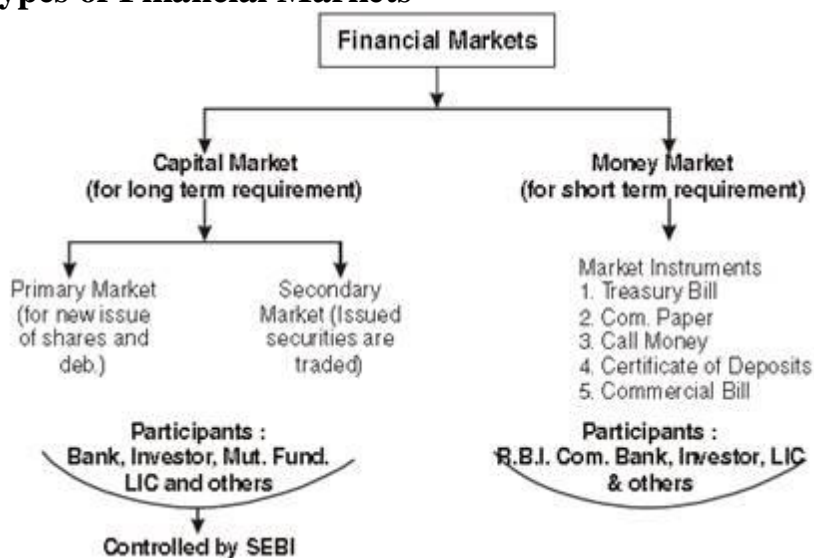 ypes of Financial Markets
Financial Markets
Capital Market
(for long term requirement)
Money Market
(for short term requirement)
Primary Market
(for new issue
of shares and
deb.)
Secondary
Market (Issued
securities are
traded)
Market Instruments
1. Treasury Bill
2. Com. Paper
3. Call Money
4. Certificate of Deposits
5. Commercial Bill
Participants :
Bank, Investor, Mut. Fund.
LIC and others
Participants :
R.B.I. Com. Bank, Investor, LIC
& others
Controlled by SEBI